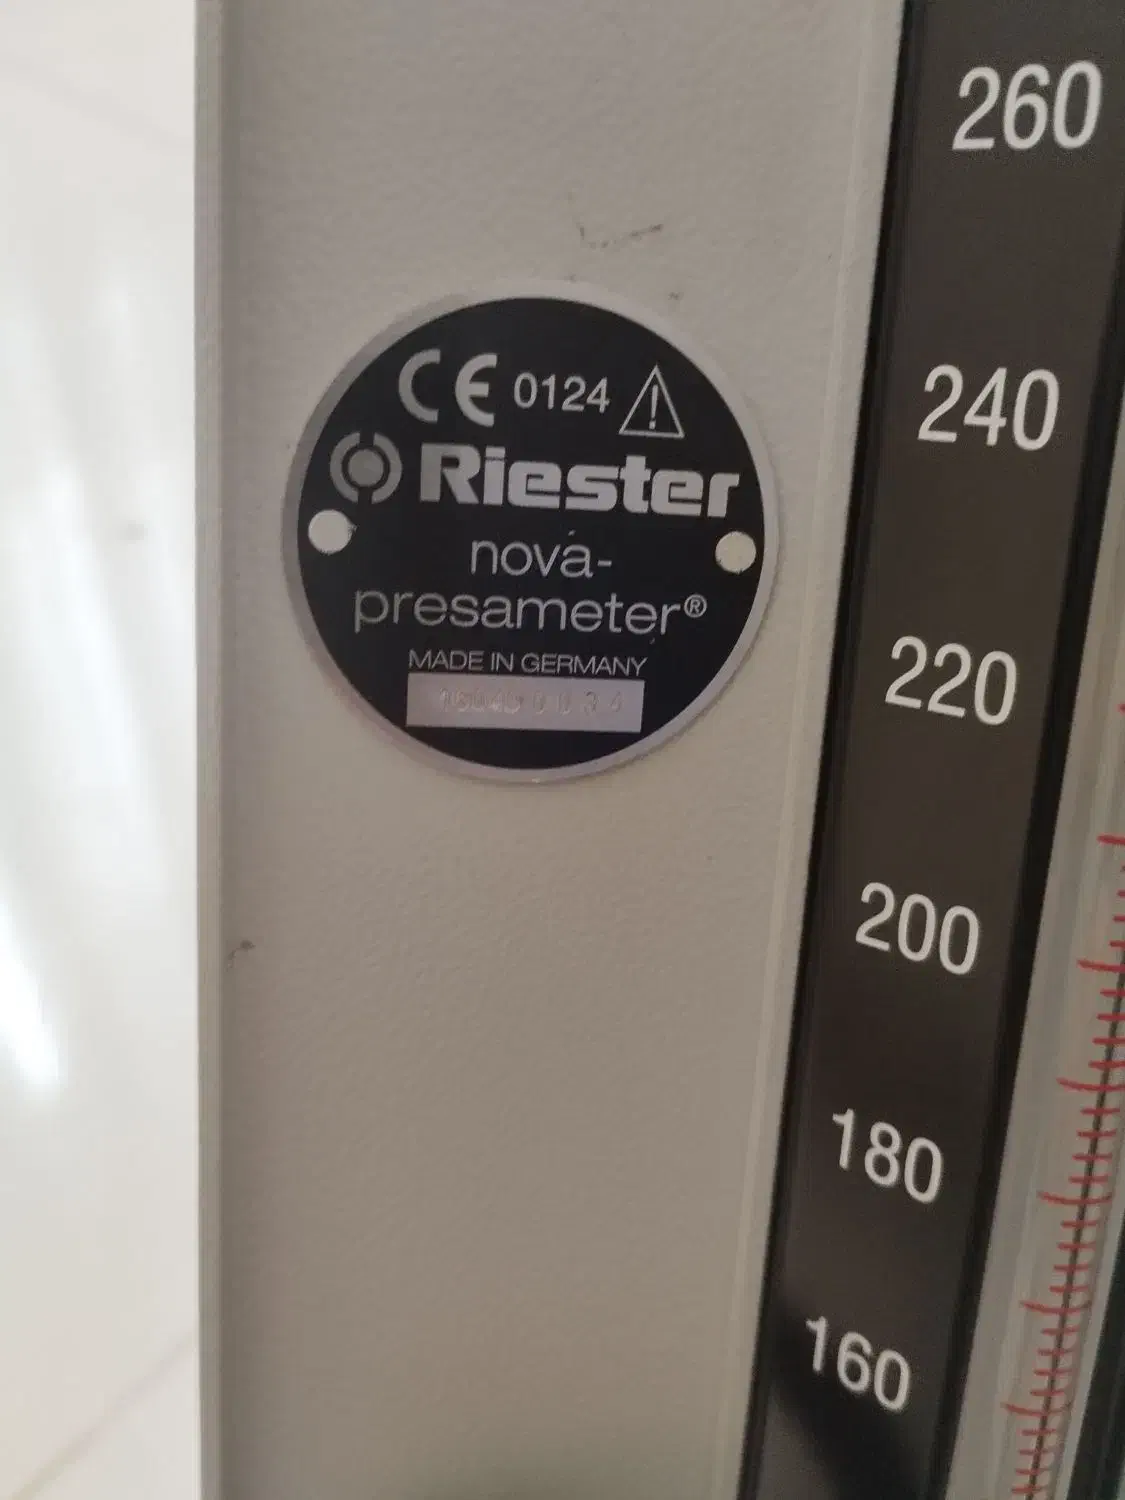 CE 0124
Riester
nova-
presameter®
MADE IN GERMANY
260
240
220
200
180
160